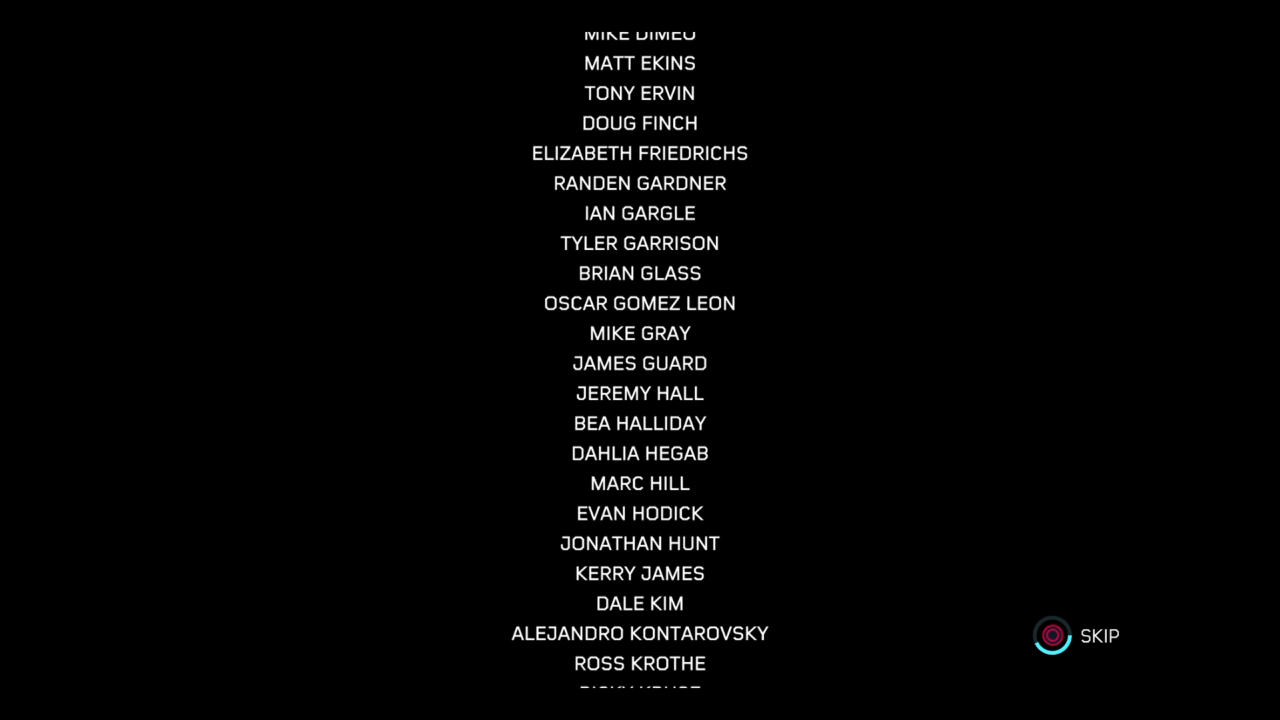 MIKE DIMEO
MATT EKINS
TONY ERVIN
DOUG FINCH
ELIZABETH FRIEDRICHS
RANDEN GARDNER
IAN GARGLE
TYLER GARRISON
BRIAN GLASS
OSCAR GOMEZ LEON
MIKE GRAY
JAMES GUARD
JEREMY HALL
BEA HALLIDAY
DAHLIA HEGAB
MARC HILL
EVAN HODICK
JONATHAN HUNT
KERRY JAMES
DALE KIM
ALEJANDRO KONTAROVSKY
ROSS KROTHE
SKIP